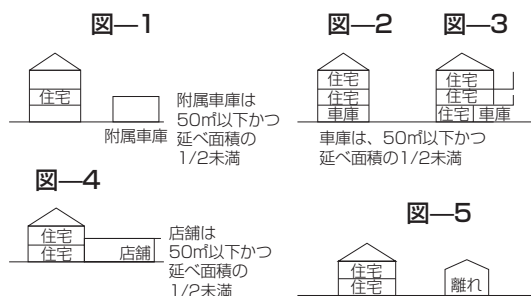 図―1
住宅
附属車庫
附属車庫は
50㎡以下かつ
延べ面積の
1/2未満
図―2
住宅
住宅
車庫
図―3
住宅
住宅
住宅
車庫
車庫は、50㎡以下かつ
延べ面積の1/2未満
図―4
住宅
住宅
店舗
店舗は
50㎡以下かつ
延べ面積の
1/2未満
図―5
住宅
住宅
離れ